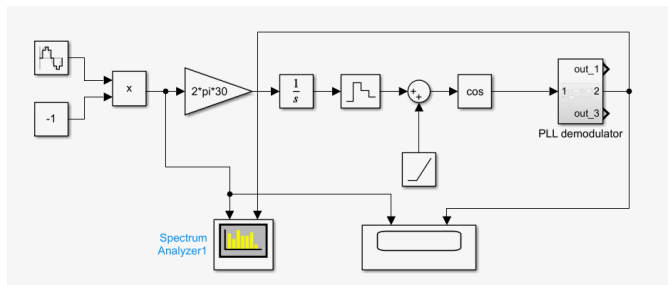 -1
x
2*pi*30
1
s
+
+
cos
out_1
1
2
out_3
PLL demodulator
Spectrum
Analyzer1